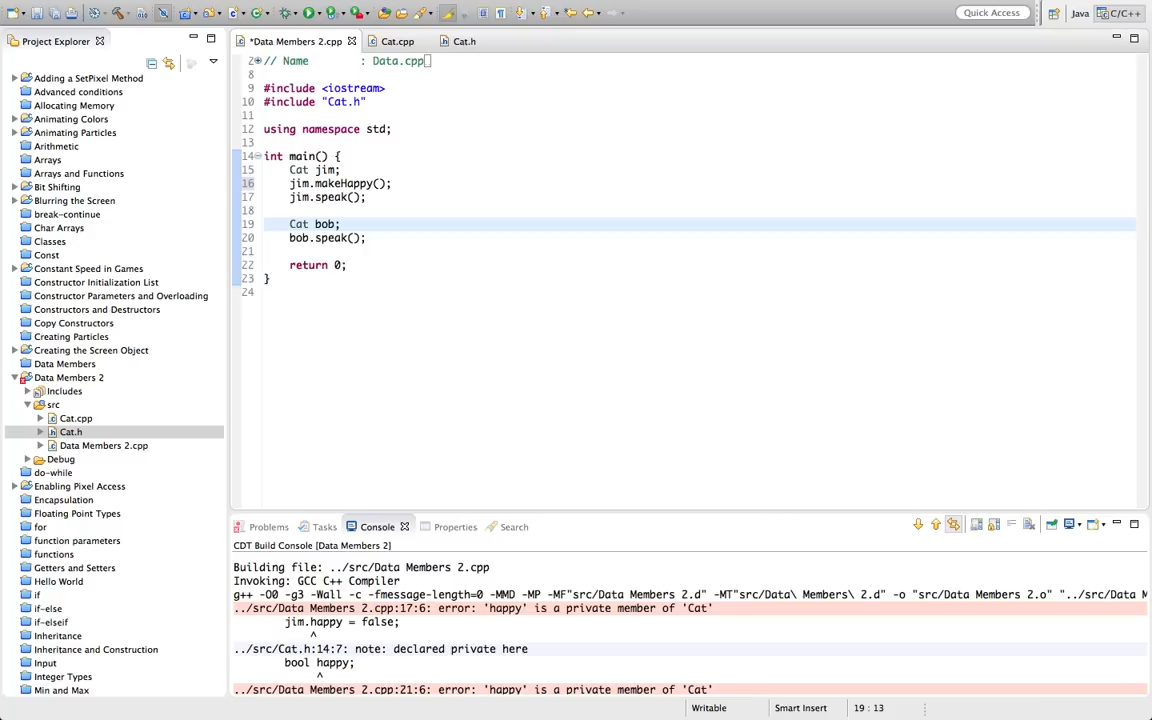 Quick Access
Java
C/C++
Project Explorer
*Data Members 2.cpp
Cat.cpp
Cat.h
Adding a SetPixel Method
Advanced conditions
Allocating Memory
Animating Colors
Animating Particles
Arithmetic
Arrays
Arrays and Functions
Bit Shifting
Blurring the Screen
break-continue
Char Arrays
Classes
Const
Constant Speed in Games
Constructor Initialization List
Constructor Parameters and Overloading
Constructors and Destructors
Copy Constructors
Creating Particles
Creating the Screen Object
Data Members
Data Members 2
Includes
src
Cat.cpp
Cat.h
Data Members 2.cpp
Debug
do-while
Enabling Pixel Access
Encapsulation
Floating Point Types
for
function parameters
functions
Getters and Setters
Hello World
if
if-else
if-elseif
Inheritance
Inheritance and Composition
Input
Integer Types
Min and Max
2 // Name : Data.cpp
8
9 #include <iostream>
10 #include "Cat.h"
11
12 using namespace std;
13
14 int main() {
15 Cat jim;
16 jim.makeHappy();
17 jim.speak();
18
19 Cat bob;
20 bob.speak();
21
22 return 0;
23 }
24
Problems
Tasks
Console
Properties
Search
CDT Build Console [Data Members 2]
Building file: ../src/Data Members 2.cpp
Invoking: GCC C++ Compiler
g++ -O0 -g3 -Wall -c -fmessage-length=0 -MMD -MP -MF"src/Data Members 2.d" -MT"src/Data\ Members\ 2.d" -o "src/Data Members 2.o" "../src/Data M
../src/Data Members 2.cpp:17:6: error: 'happy' is a private member of 'Cat'
jim.happy = false;
^
../src/Cat.h:14:7: note: declared private here
bool happy;
^
../src/Data Members 2.cpp:21:6: error: 'happy' is a private member of 'Cat'
Writable
Smart Insert
19 : 13